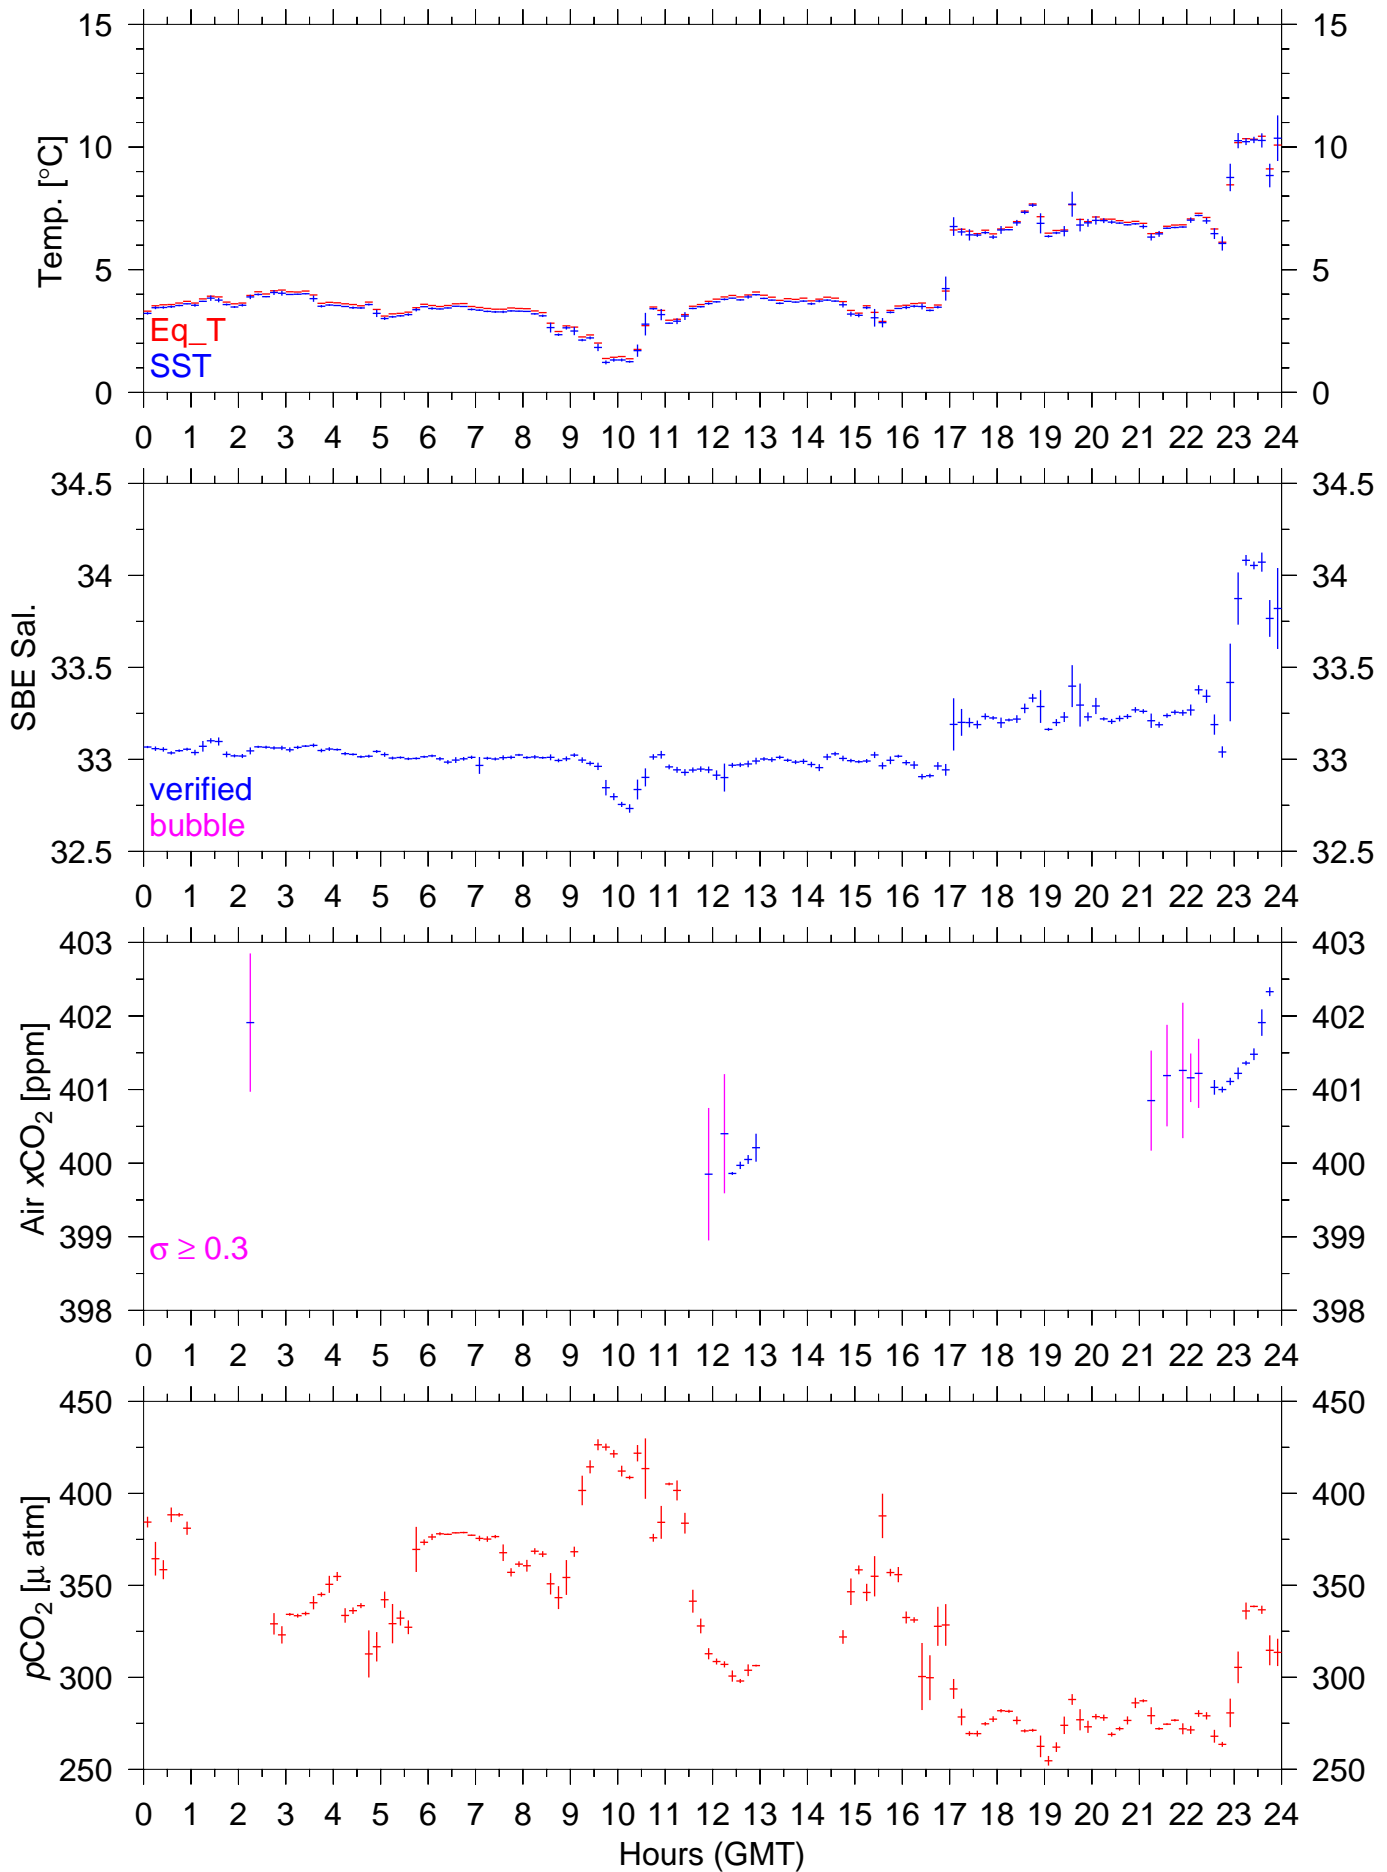 15 15
10 10
5 5
0 0
Temp. [°C]
Eq_T
SST
0 1 2 3 4 5 6 7 8 9 10 11 12 13 14 15 16 17 18 19 20 21 22 23 24
34.5 34.5
34 34
33.5 33.5
33 33
32.5 32.5
SBE Sal.
verified
bubble
0 1 2 3 4 5 6 7 8 9 10 11 12 13 14 15 16 17 18 19 20 21 22 23 24
403 403
402 402
401 401
400 400
399 399
398 398
Air xCO₂ [ppm]
σ ≥ 0.3
0 1 2 3 4 5 6 7 8 9 10 11 12 13 14 15 16 17 18 19 20 21 22 23 24
450 450
400 400
350 350
300 300
250 250
pCO₂ [µ atm]
0 1 2 3 4 5 6 7 8 9 10 11 12 13 14 15 16 17 18 19 20 21 22 23 24
Hours (GMT)